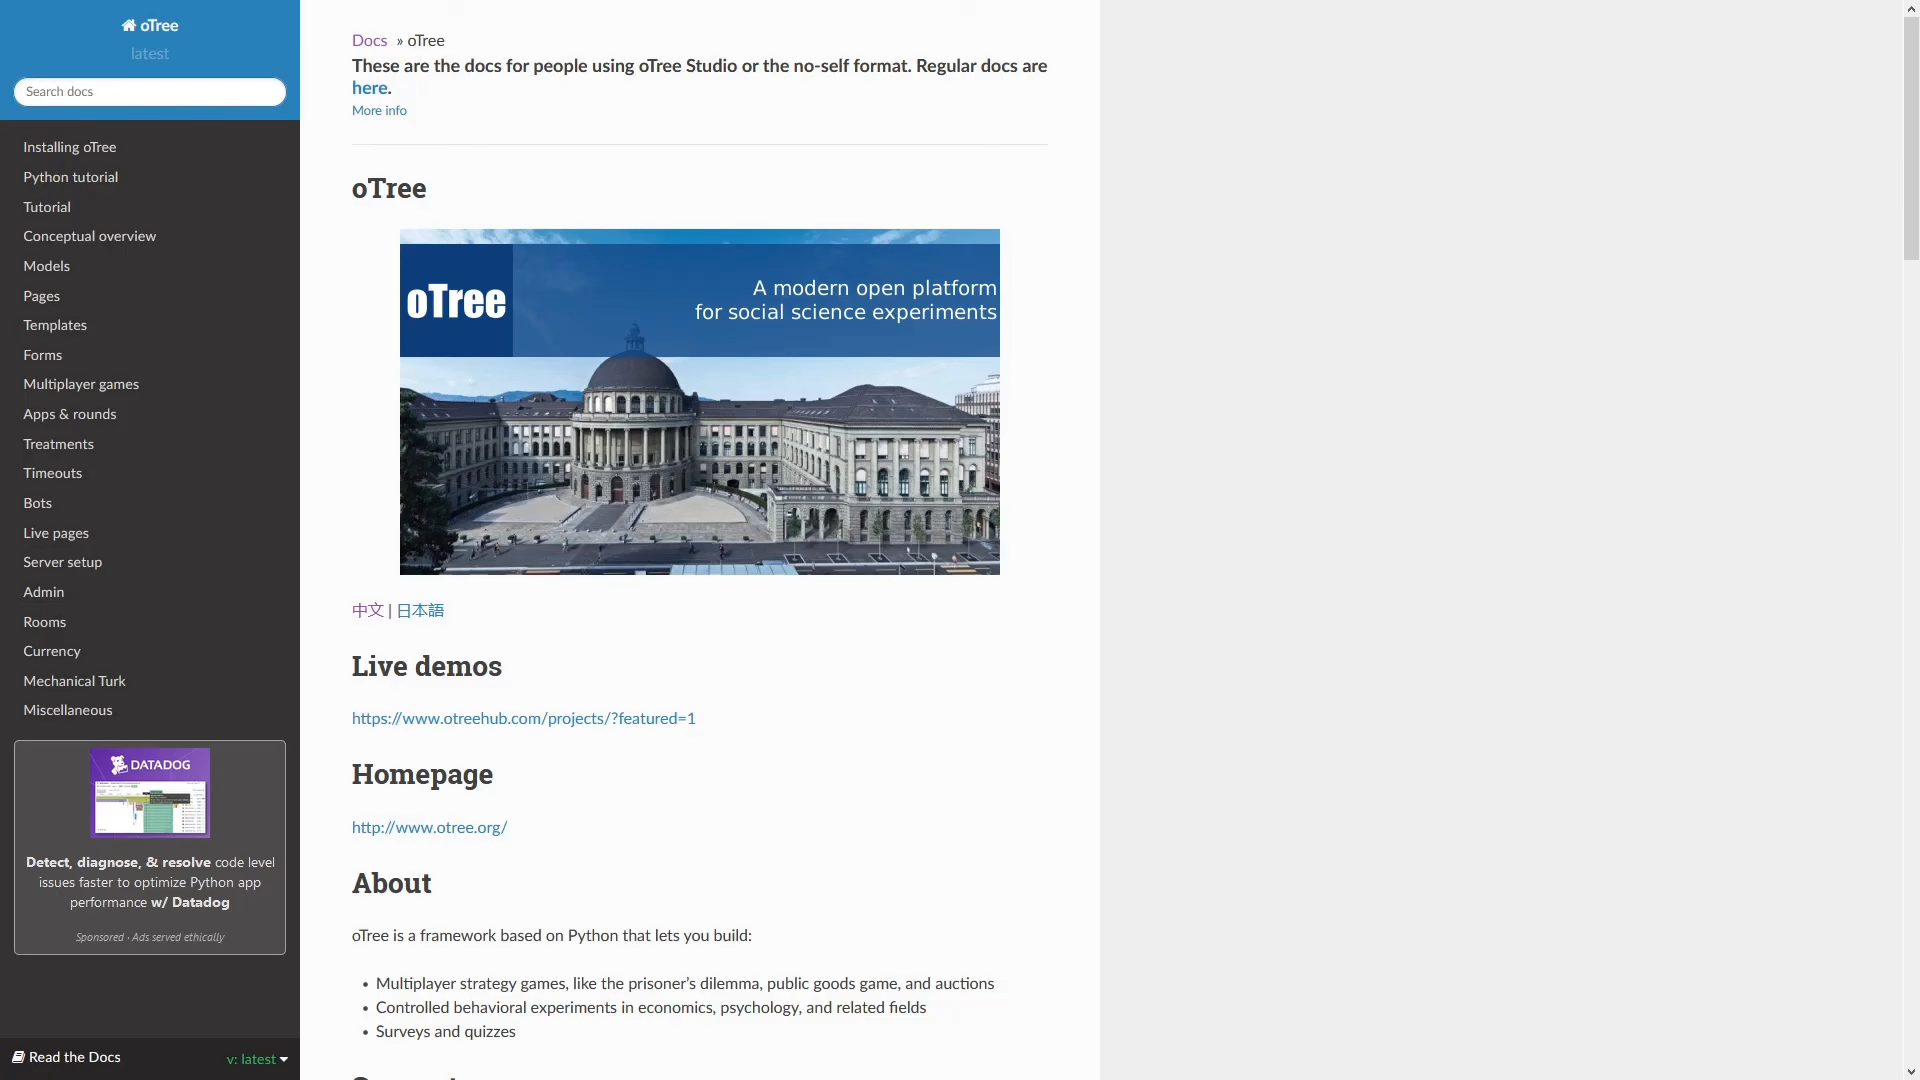 oTree
latest
Search docs
Installing oTree
Python tutorial
Tutorial
Conceptual overview
Models
Pages
Templates
Forms
Multiplayer games
Apps & rounds
Treatments
Timeouts
Bots
Live pages
Server setup
Admin
Rooms
Currency
Mechanical Turk
Miscellaneous
DATADOG
Detect, diagnose, & resolve code level
issues faster to optimize Python app
performance w/ Datadog
Sponsored · Ads served ethically
Read the Docs
v: latest
Docs » oTree
These are the docs for people using oTree Studio or the no-self format. Regular docs are
here.
More info
oTree
oTree
A modern open platform
for social science experiments
中文 | 日本語
Live demos
https://www.otreehub.com/projects/?featured=1
Homepage
http://www.otree.org/
About
oTree is a framework based on Python that lets you build:
• Multiplayer strategy games, like the prisoner’s dilemma, public goods game, and auctions
• Controlled behavioral experiments in economics, psychology, and related fields
• Surveys and quizzes